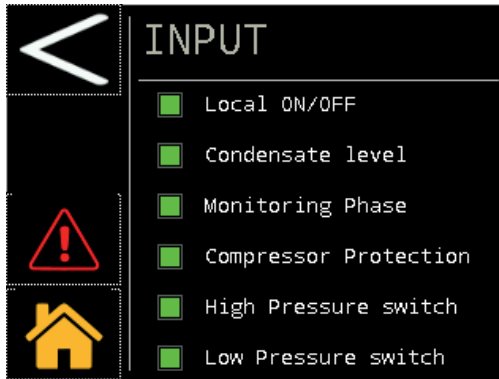 INPUT
Local ON/OFF
Condensate level
Monitoring Phase
Compressor Protection
High Pressure switch
Low Pressure switch